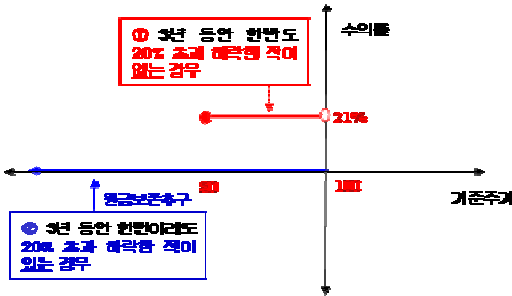 ① 3년 동안 한번도
20% 초과 하락한 적이
없는 경우
수익률
21%
80
100
기준주가
원금보존추구
② 3년 동안 한번이라도
20% 초과 하락한 적이
있는 경우